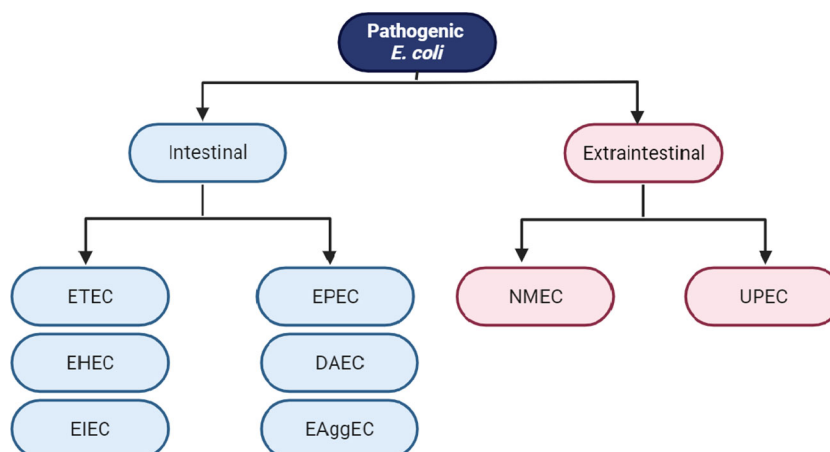 Pathogenic
E. coli
Intestinal
Extraintestinal
ETEC
EPEC
NMEC
UPEC
EHEC
DAEC
EIEC
EAggEC